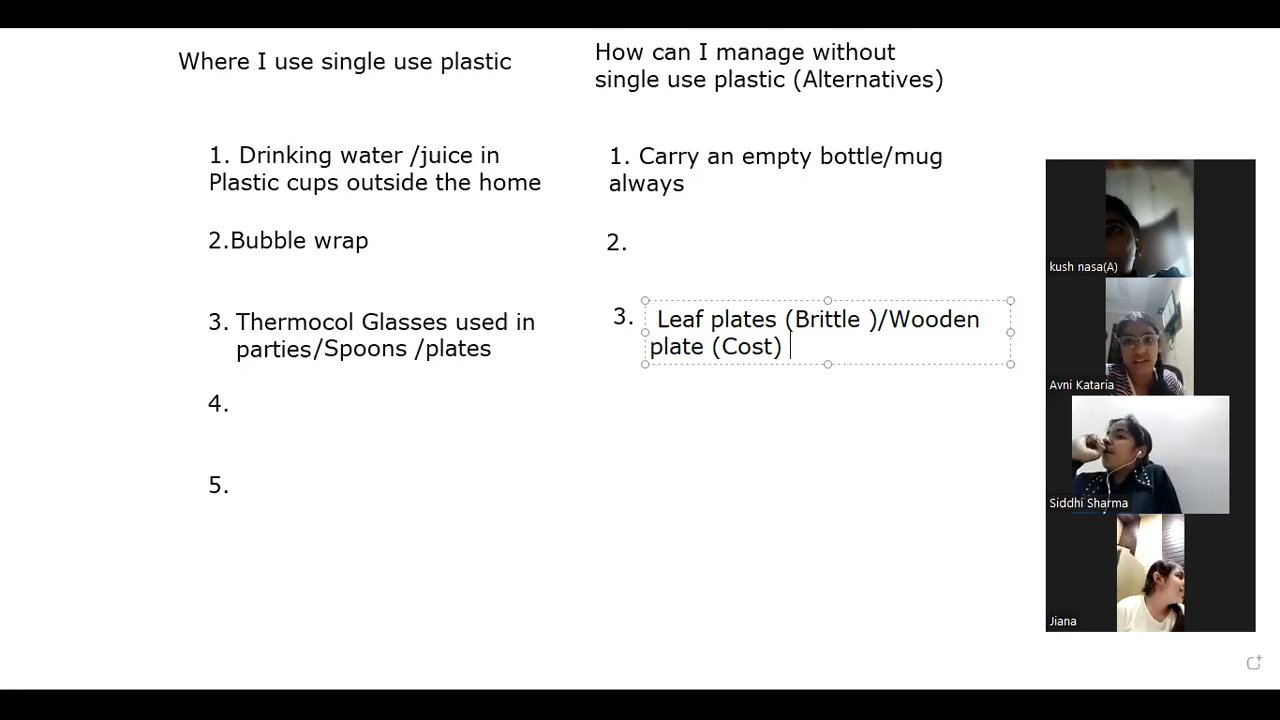 Where I use single use plastic
How can I manage without
single use plastic (Alternatives)
1. Drinking water /juice in
Plastic cups outside the home
1. Carry an empty bottle/mug
always
2.Bubble wrap
2.
3. Thermocol Glasses used in
parties/Spoons /plates
3. Leaf plates (Brittle )/Wooden
plate (Cost)
4.
5.
kush nasa(A)
Avni Kataria
Siddhi Sharma
Jiana